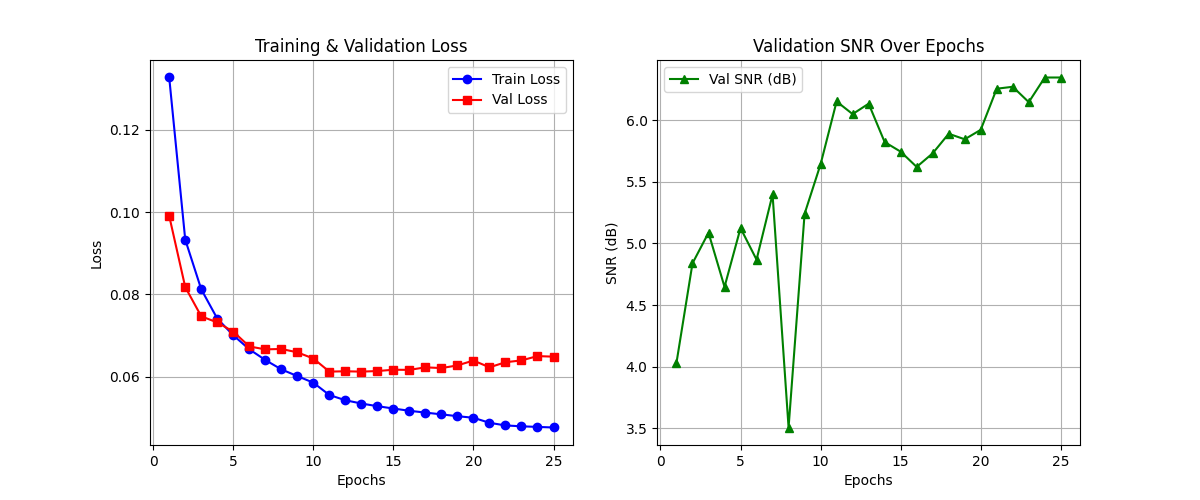 Training & Validation Loss
Train Loss
Val Loss
0.12
0.10
0.08
0.06
Loss
0 5 10 15 20 25
Epochs
Validation SNR Over Epochs
Val SNR (dB)
6.0
5.5
5.0
4.5
4.0
3.5
SNR (dB)
0 5 10 15 20 25
Epochs